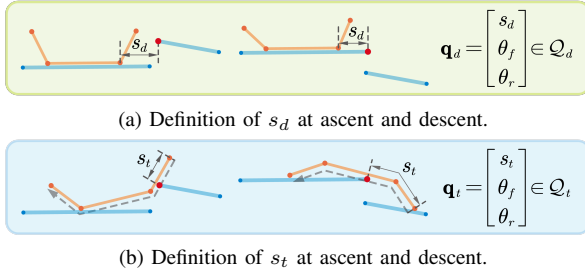 s_d s_d q_d = [s_d θ_f θ_r] ∈ Q_d
(a) Definition of s_d at ascent and descent.
s_t s_t q_t = [s_t θ_f θ_r] ∈ Q_t
(b) Definition of s_t at ascent and descent.